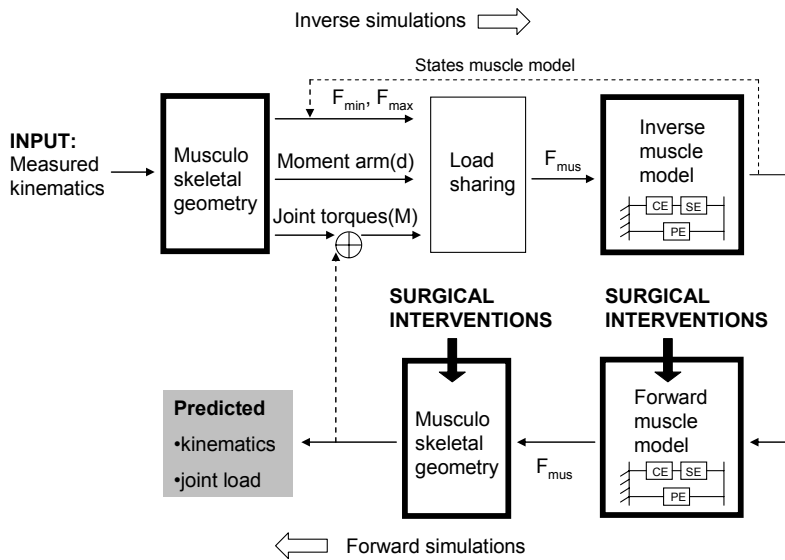 Inverse simulations
States muscle model
F_min, F_max
INPUT:
Measured
kinematics
Musculo
skeletal
geometry
Moment arm(d)
Joint torques(M)
Load
sharing
F_mus
Inverse
muscle
model
CE SE
PE
SURGICAL
INTERVENTIONS
SURGICAL
INTERVENTIONS
Predicted
•kinematics
•joint load
Musculo
skeletal
geometry
F_mus
Forward
muscle
model
CE SE
PE
Forward simulations